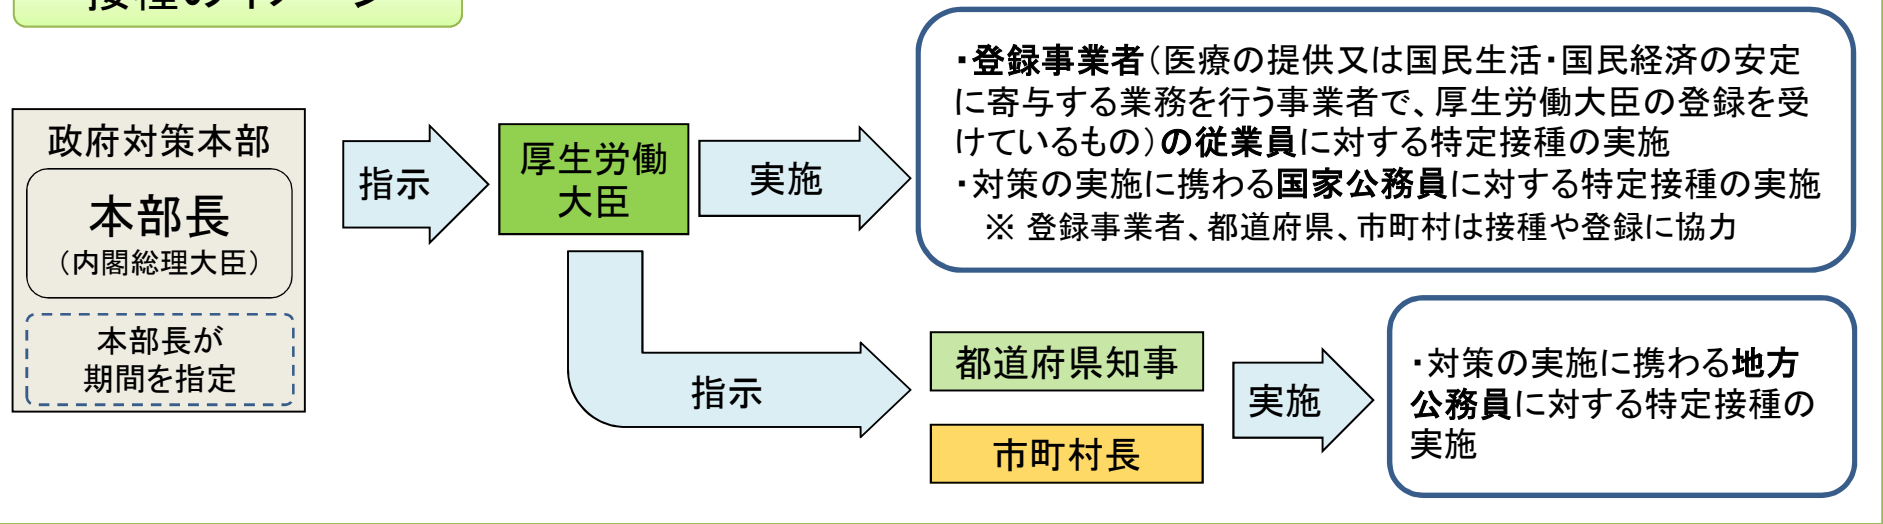 接種のイメージ
政府対策本部
本部長
（内閣総理大臣）
本部長が
期間を指定
指示
厚生労働
大臣
実施
・登録事業者（医療の提供又は国民生活・国民経済の安定
に寄与する業務を行う事業者で、厚生労働大臣の登録を受
けているもの）の従業員に対する特定接種の実施
・対策の実施に携わる国家公務員に対する特定接種の実施
※ 登録事業者、都道府県、市町村は接種や登録に協力
指示
都道府県知事
市町村長
実施
・対策の実施に携わる地方
公務員に対する特定接種の
実施